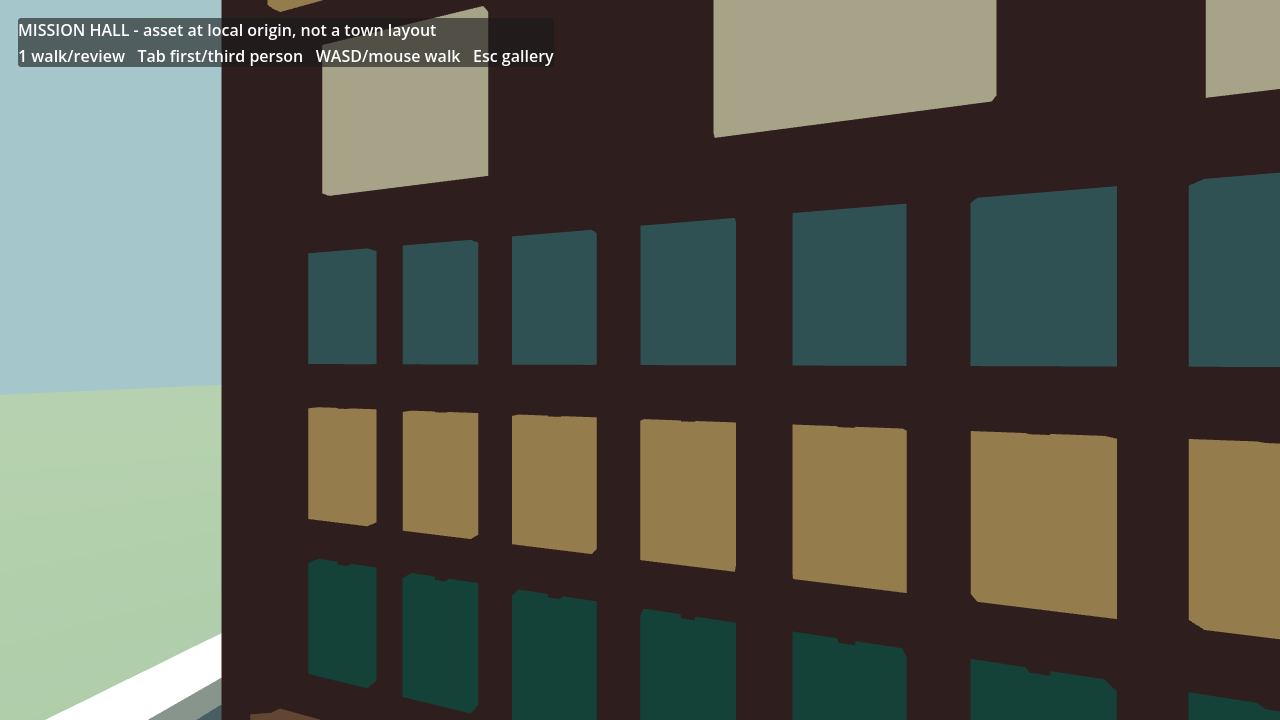 MISSION HALL - asset at local origin, not a town layout
1 walk/review   Tab first/third person   WASD/mouse walk   Esc gallery